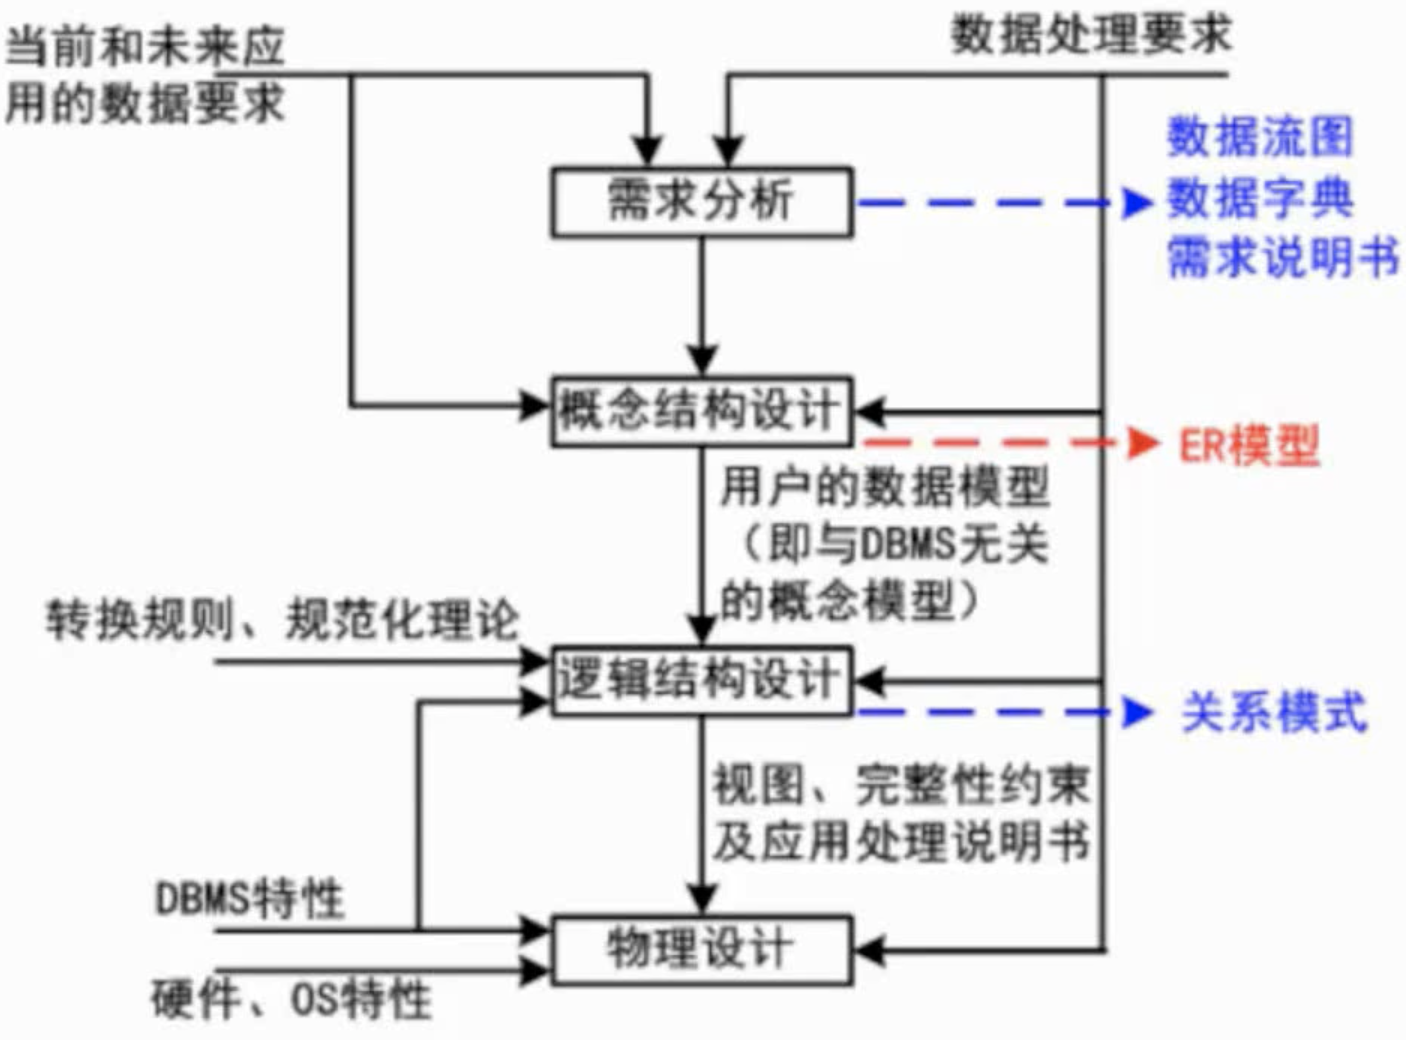 当前和未来应
用的数据要求
数据处理要求
数据流图
数据字典
需求说明书
需求分析
概念结构设计
ER模型
用户的数据模型
（即与DBMS无关
的概念模型）
转换规则、规范化理论
逻辑结构设计
关系模式
视图、完整性约束
及应用处理说明书
DBMS特性
物理设计
硬件、OS特性